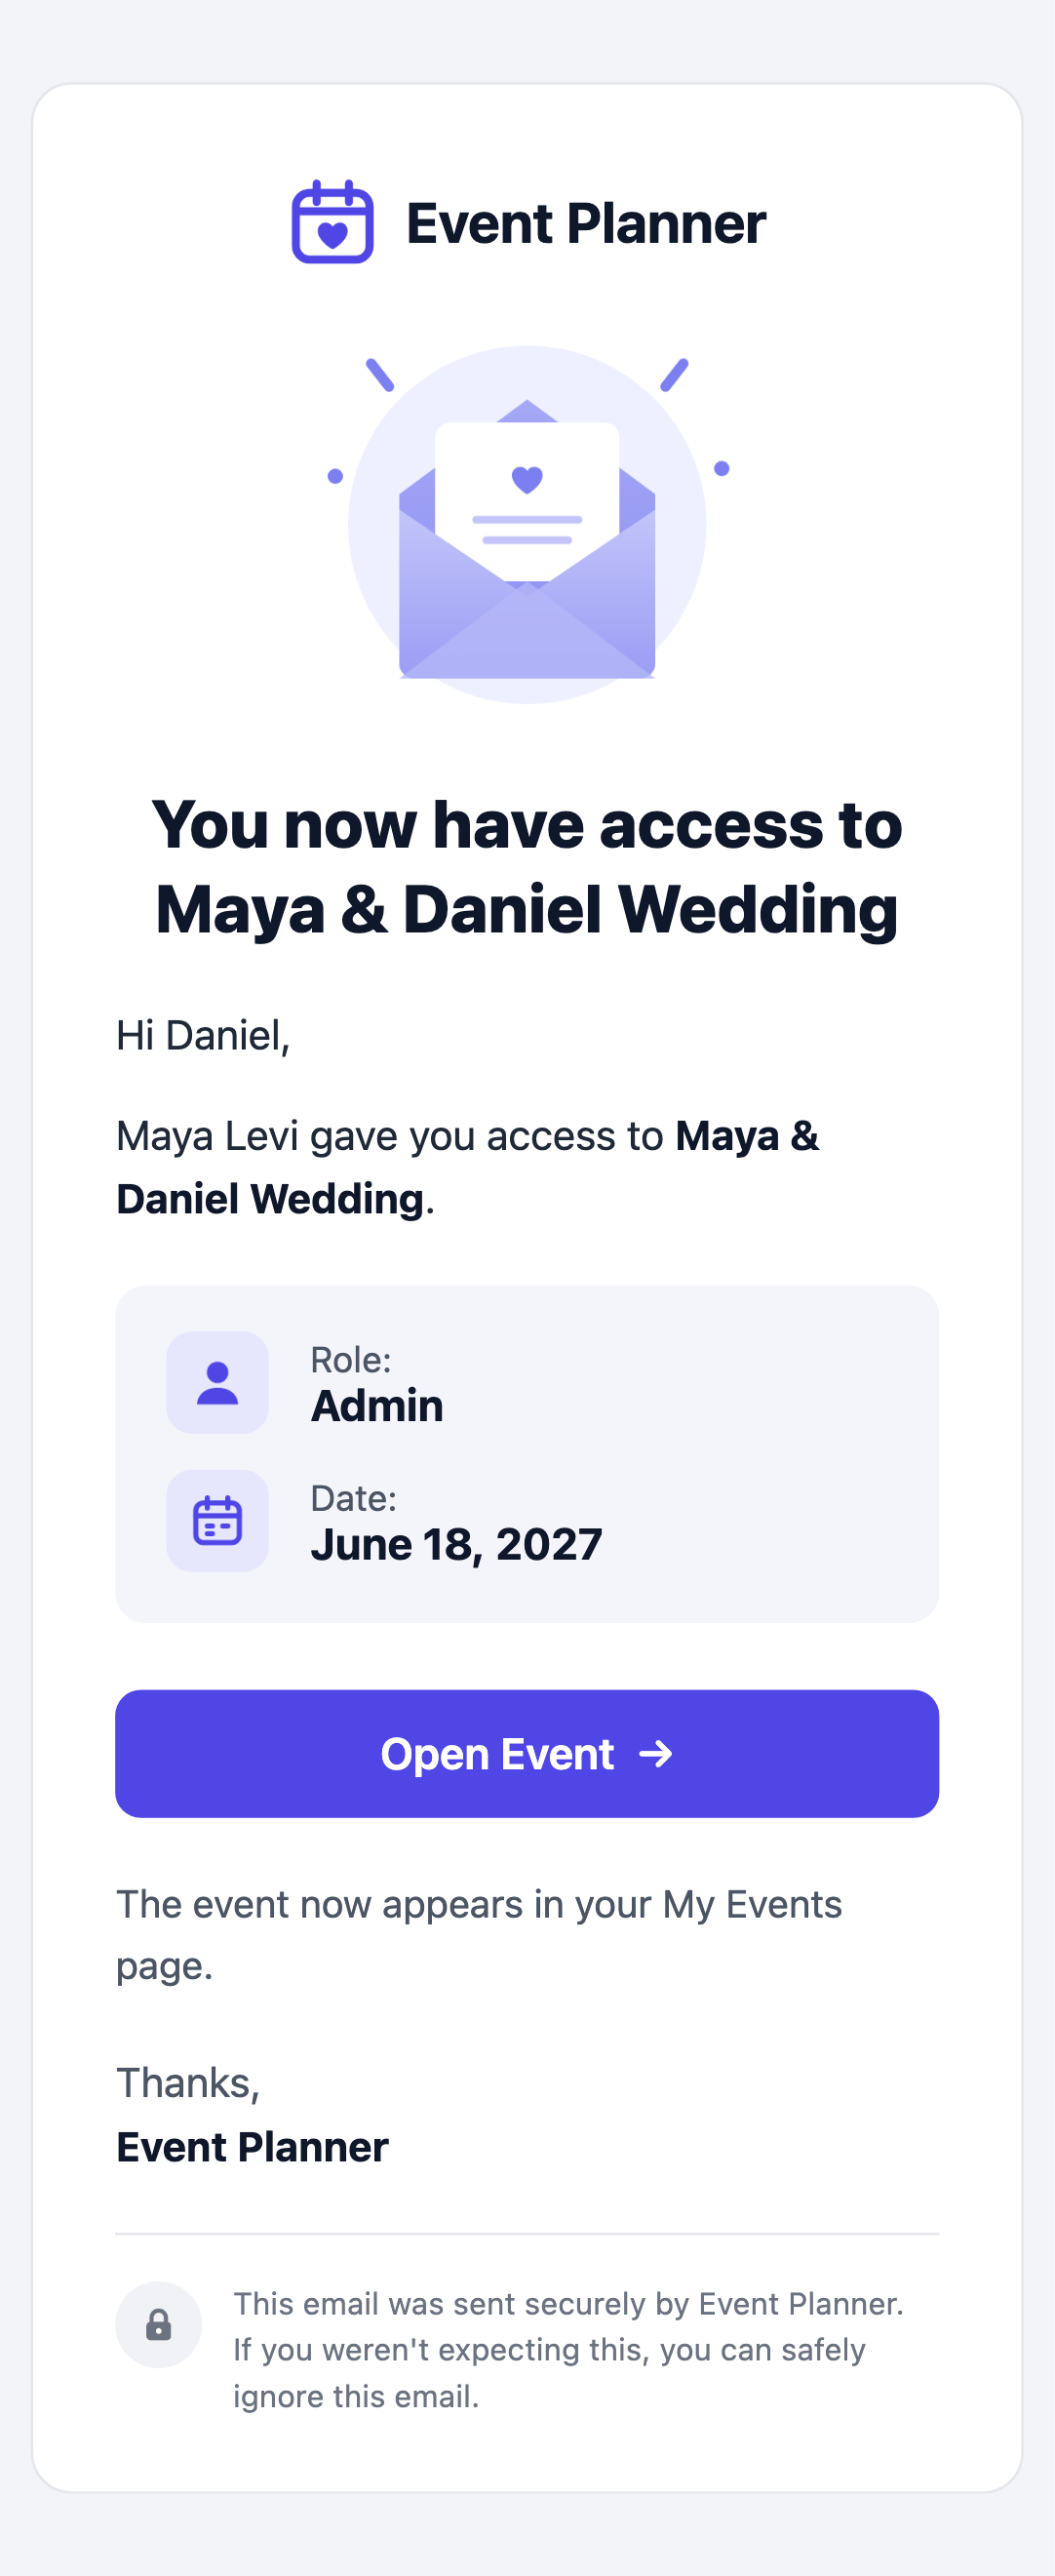 Event Planner
You now have access to
Maya & Daniel Wedding
Hi Daniel,
Maya Levi gave you access to Maya &
Daniel Wedding.
Role:
Admin
Date:
June 18, 2027
Open Event →
The event now appears in your My Events
page.
Thanks,
Event Planner
This email was sent securely by Event Planner.
If you weren't expecting this, you can safely
ignore this email.